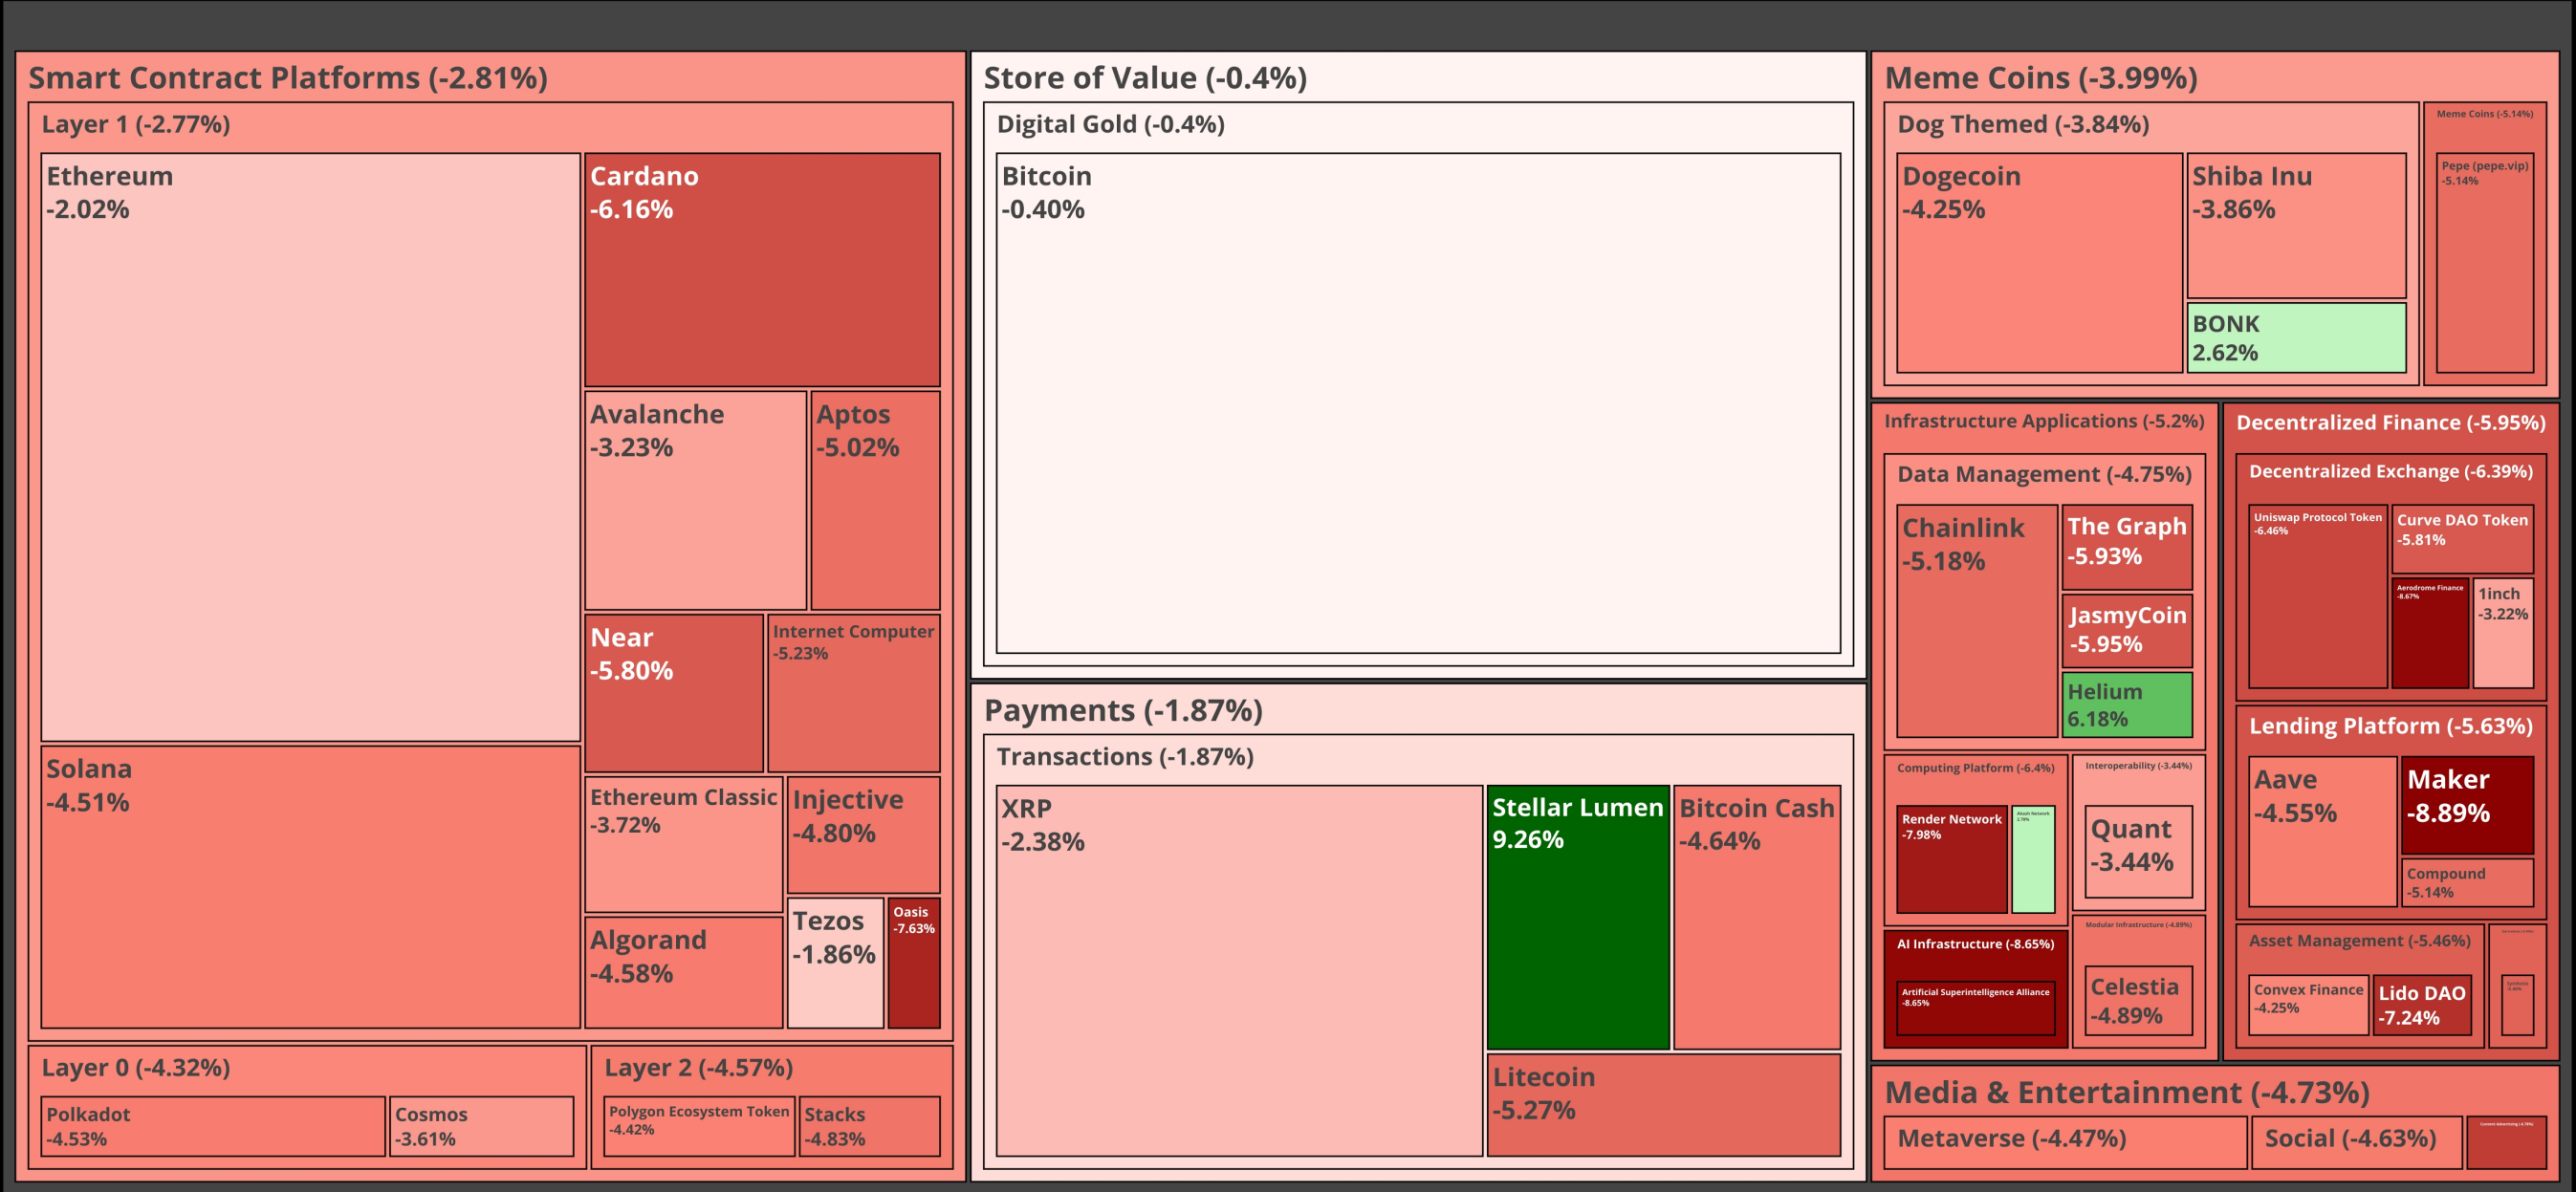 Smart Contract Platforms (-2.81%)
Layer 1 (-2.77%)
Ethereum
-2.02%
Cardano
-6.16%
Avalanche
-3.23%
Aptos
-5.02%
Near
-5.80%
Internet Computer
-5.23%
Solana
-4.51%
Ethereum Classic
-3.72%
Injective
-4.80%
Algorand
-4.58%
Tezos
-1.86%
Oasis
-7.63%
Layer 0 (-4.32%)
Polkadot
-4.53%
Cosmos
-3.61%
Layer 2 (-4.57%)
Polygon Ecosystem Token
-4.42%
Stacks
-4.83%
Store of Value (-0.4%)
Digital Gold (-0.4%)
Bitcoin
-0.40%
Payments (-1.87%)
Transactions (-1.87%)
XRP
-2.38%
Stellar Lumen
9.26%
Bitcoin Cash
-4.64%
Litecoin
-5.27%
Meme Coins (-3.99%)
Dog Themed (-3.84%)
Dogecoin
-4.25%
Shiba Inu
-3.86%
BONK
2.62%
Meme Coins (-5.14%)
Pepe (pepe.vip)
-5.14%
Infrastructure Applications (-5.2%)
Data Management (-4.75%)
Chainlink
-5.18%
The Graph
-5.93%
JasmyCoin
-5.95%
Helium
6.18%
Computing Platform (-6.4%)
Render Network
-7.98%
Akash Network
Interoperability (-3.44%)
Quant
-3.44%
AI Infrastructure (-8.65%)
Artificial Superintelligence Alliance
-8.65%
Modular Infrastructure (-4.89%)
Celestia
-4.89%
Decentralized Finance (-5.95%)
Decentralized Exchange (-6.39%)
Uniswap Protocol Token
-6.46%
Curve DAO Token
-5.81%
Aerodrome Finance
-8.67%
1inch
-3.22%
Lending Platform (-5.63%)
Aave
-4.55%
Maker
-8.89%
Compound
-5.14%
Asset Management (-5.46%)
Convex Finance
-4.25%
Lido DAO
-7.24%
Synthetix
Media & Entertainment (-4.73%)
Metaverse (-4.47%)
Social (-4.63%)